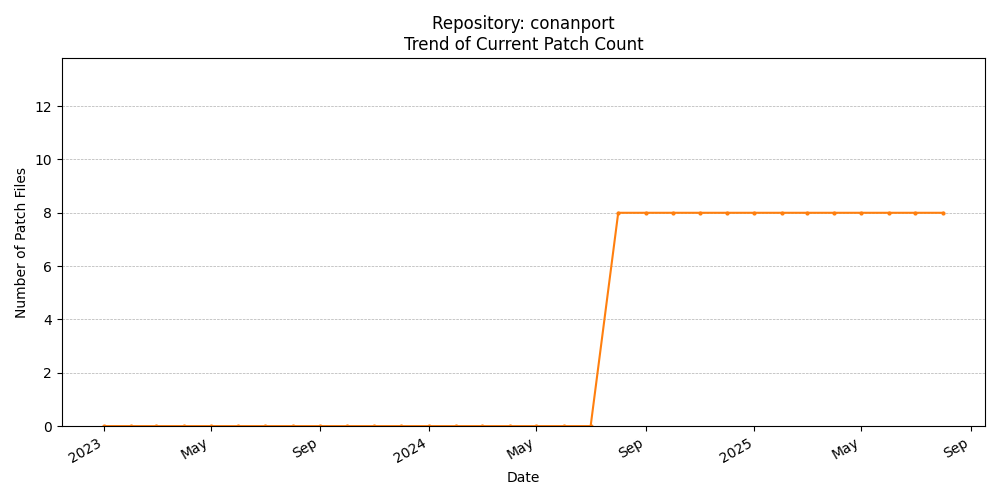 Repository: conanport
Trend of Current Patch Count
Number of Patch Files
12
10
8
6
4
2
0
2023
May
Sep
2024
May
Sep
2025
May
Sep
Date